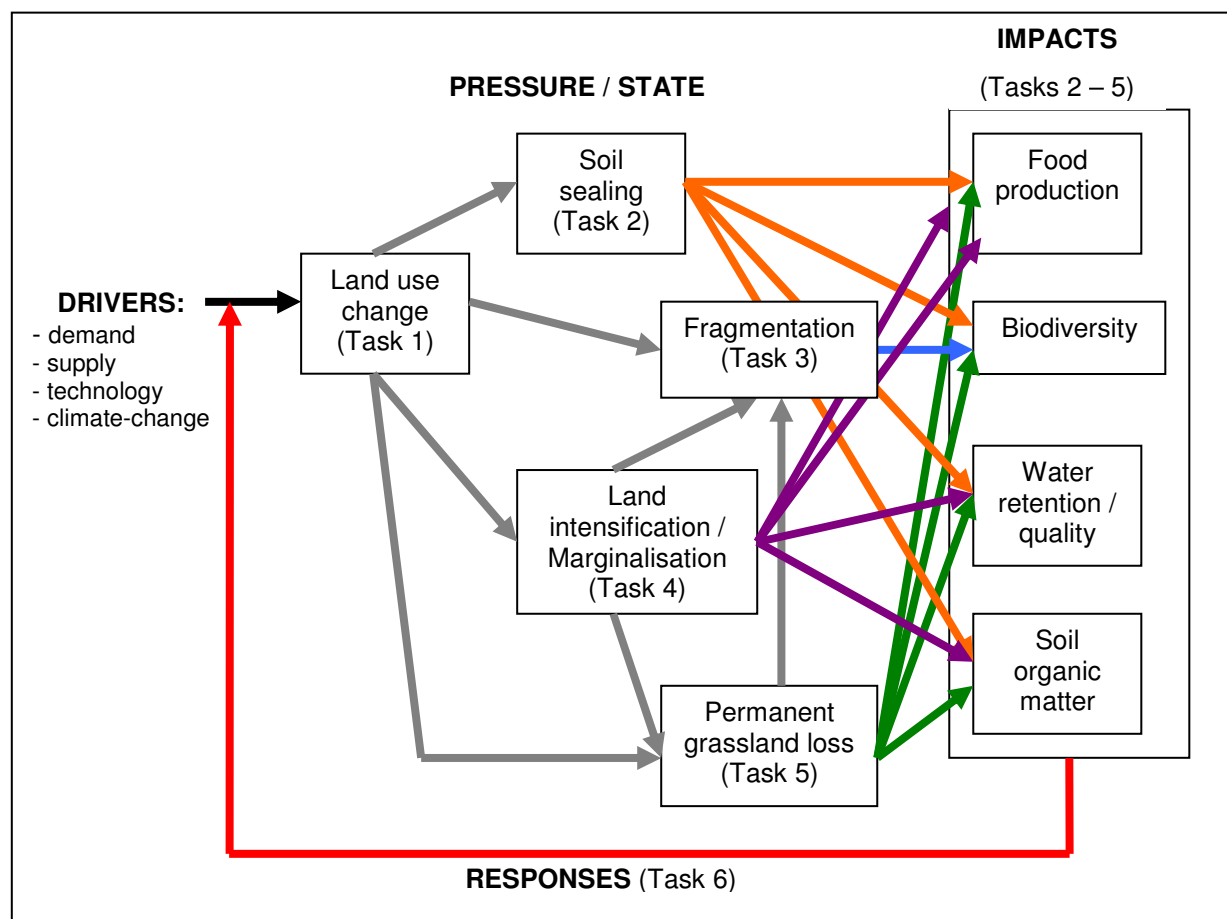 IMPACTS
(Tasks 2 – 5)
PRESSURE / STATE
Soil
sealing
(Task 2)
Food
production
Land use
change
(Task 1)
DRIVERS:
- demand
- supply
- technology
- climate-change
Fragmentation
(Task 3)
Biodiversity
Land
intensification /
Marginalisation
(Task 4)
Water
retention /
quality
Soil
organic
matter
Permanent
grassland loss
(Task 5)
RESPONSES (Task 6)